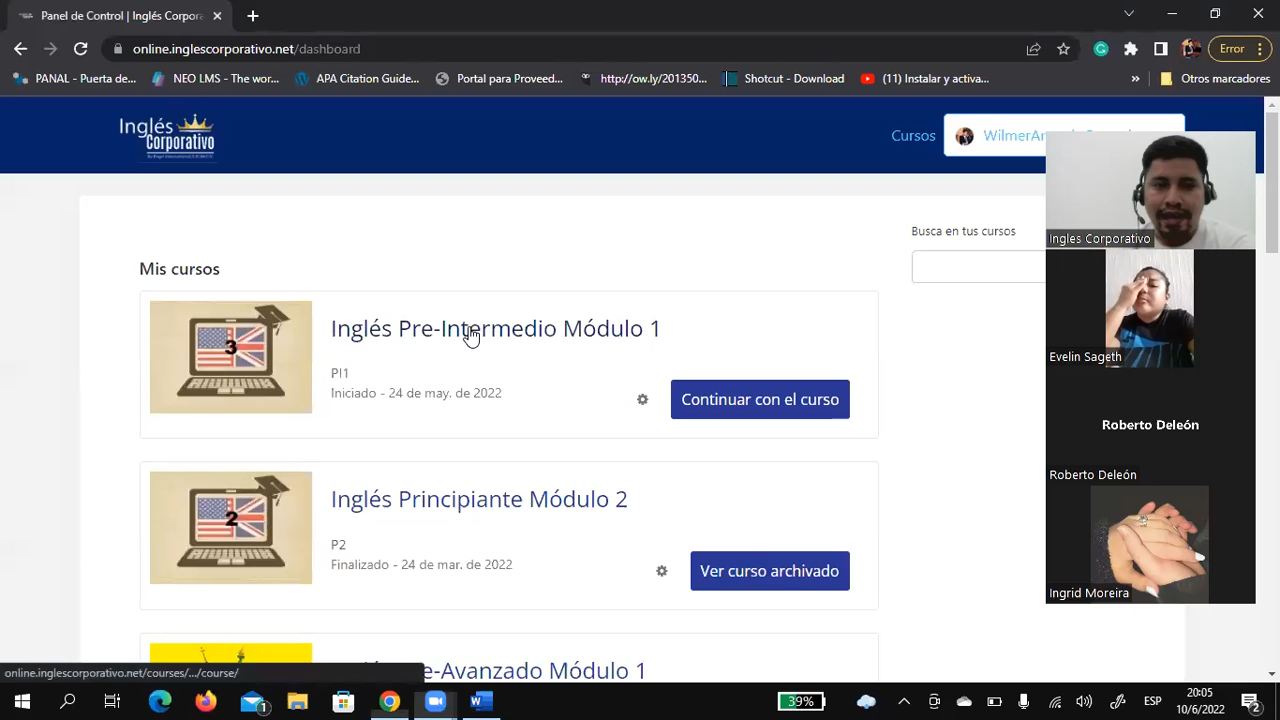 Panel de Control | Inglés Corpor
online.inglescorporativo.net/dashboard
Error
PANAL - Puerta de...
NEO LMS - The wor...
APA Citation Guide...
Portal para Proveed...
http://ow.ly/201350...
Shotcut - Download
(11) Instalar y activa...
»
Otros marcadores
Inglés Corporativo
Cursos
WilmerAn
Busca en tus cursos
Ingles Corporativo
Mis cursos
3
Inglés Pre-Intermedio Módulo 1
PI1
Iniciado - 24 de may. de 2022
Continuar con el curso
Evelin Sageth
Roberto Deleón
Roberto Deleón
2
Inglés Principiante Módulo 2
P2
Finalizado - 24 de mar. de 2022
Ver curso archivado
Ingrid Moreira
e-Avanzado Módulo 1
online.inglescorporativo.net/courses/.../course/
1
39%
ESP
20:05
10/6/2022
2